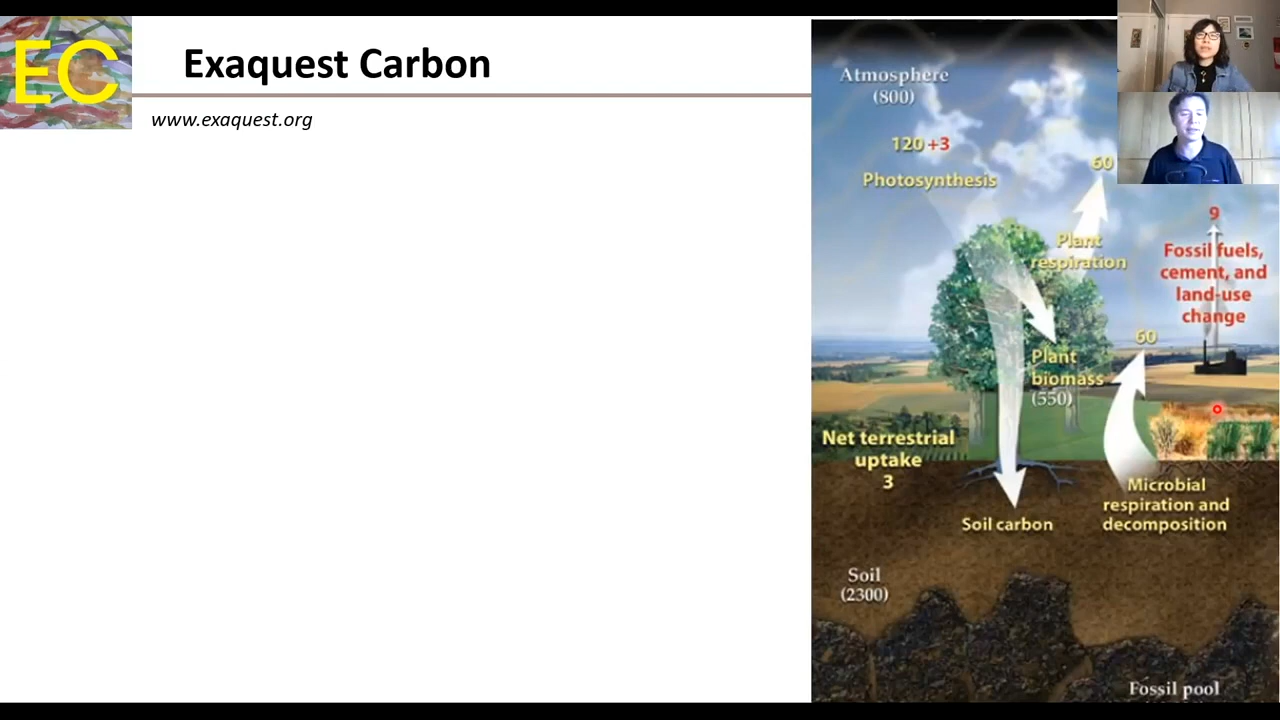 EC
Exaquest Carbon
www.exaquest.org
Atmosphere
(800)
120 +3
Photosynthesis
60
Plant
respiration
9
Fossil fuels,
cement, and
land-use
change
60
Plant
biomass
(550)
Net terrestrial
uptake
3
Microbial
respiration and
decomposition
Soil carbon
Soil
(2300)
Fossil pool